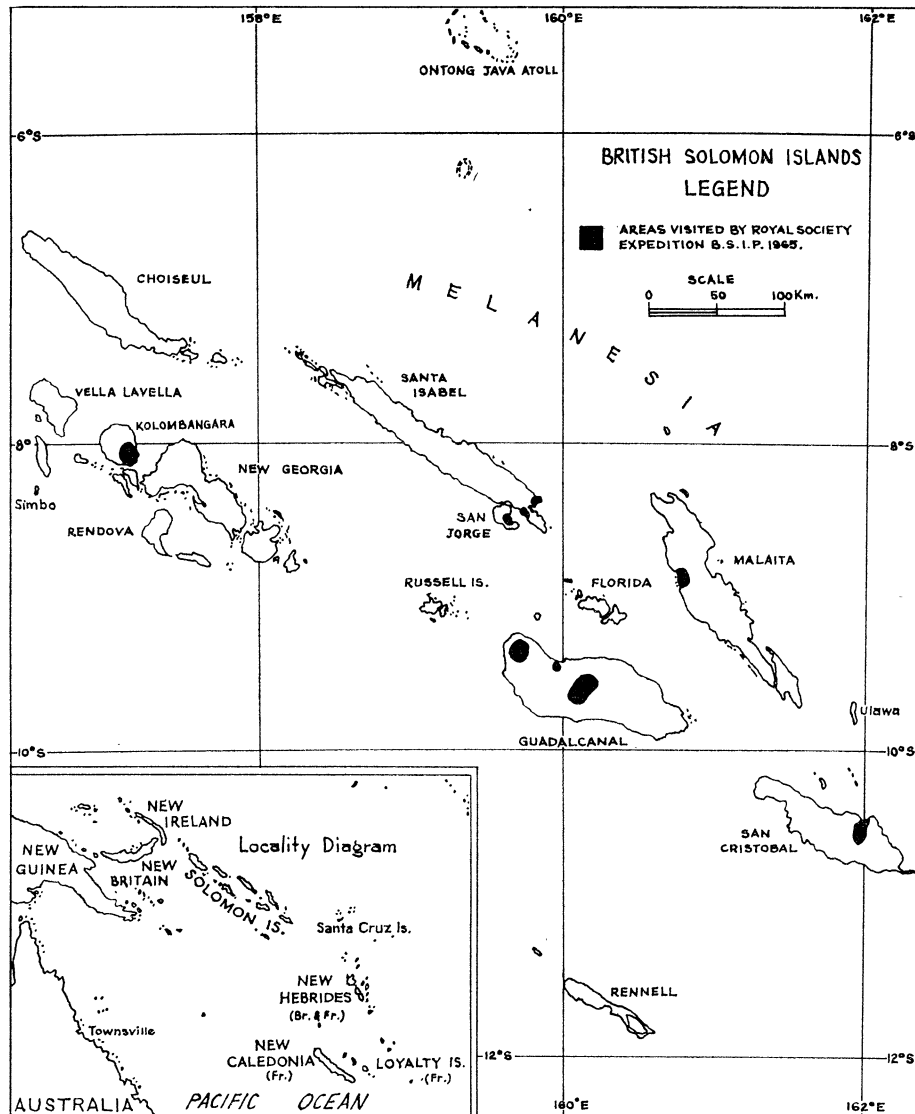 158°E
160°E
162°E
ONTONG JAVA ATOLL
6°S
6°S
BRITISH SOLOMON ISLANDS
LEGEND
AREAS VISITED BY ROYAL SOCIETY
EXPEDITION B.S.I.P. 1965.
SCALE
0 50 100 Km.
MELANESIA
CHOISEUL
SANTA
ISABEL
VELLA LAVELLA
KOLOMBANGARA
8°
8°S
NEW GEORGIA
Simbo
RENDOVA
SAN
JORGE
MALAITA
RUSSELL IS.
FLORIDA
Ulawa
GUADALCANAL
10°S
10°S
SAN
CRISTOBAL
RENNELL
12°S
12°S
160°E
162°E
Locality Diagram
NEW
IRELAND
NEW
GUINEA
NEW
BRITAIN
SOLOMON IS.
Santa Cruz Is.
NEW
HEBRIDES
(Br. & Fr.)
Townsville
NEW
CALEDONIA
(Fr.)
LOYALTY IS.
(Fr.)
AUSTRALIA
PACIFIC OCEAN